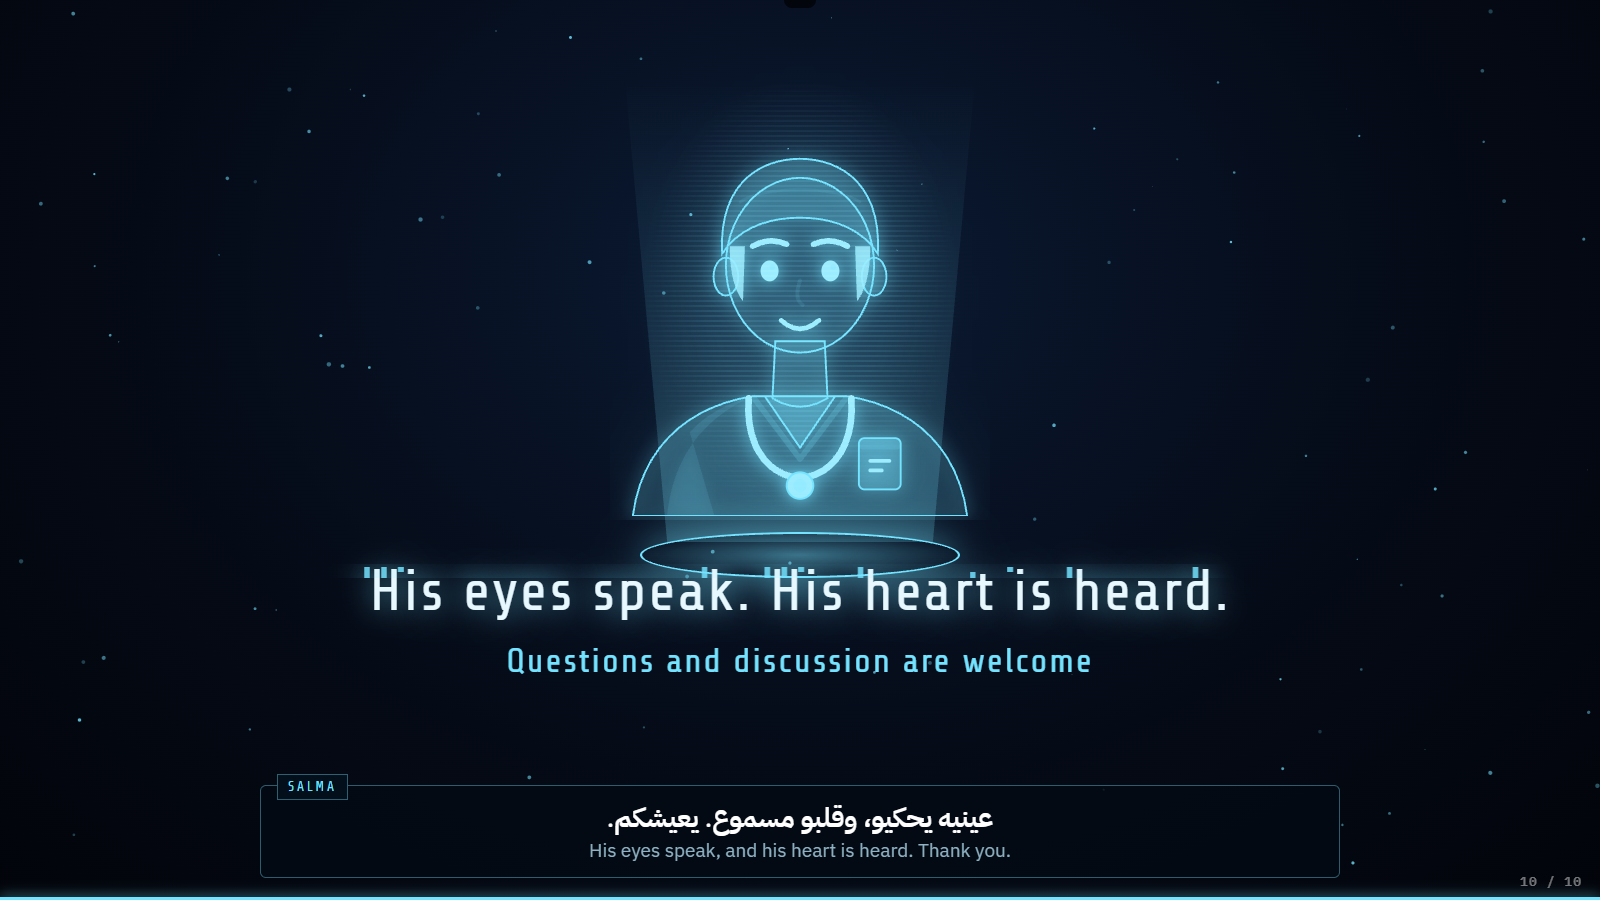 His eyes speak. His heart is heard.
Questions and discussion are welcome
SALMA
عينيه يحكيو، وقلبو مسموع. يعيشكم.
His eyes speak, and his heart is heard. Thank you.
10 / 10